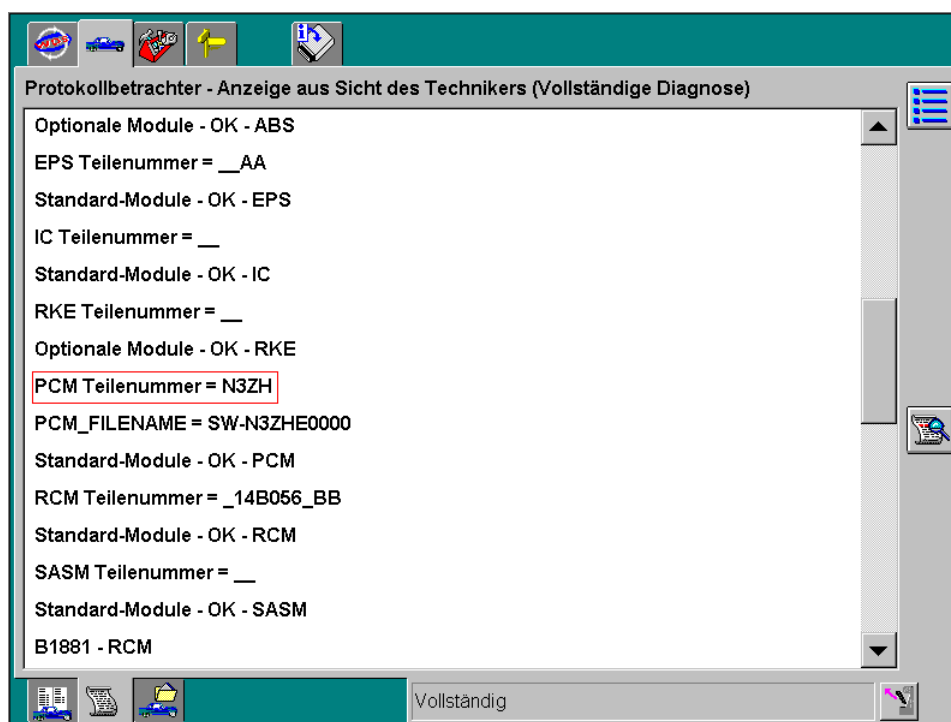 Protokollbetrachter - Anzeige aus Sicht des Technikers (Vollständige Diagnose)
Optionale Module - OK - ABS
EPS Teilenummer = __AA
Standard-Module - OK - EPS
IC Teilenummer = __
Standard-Module - OK - IC
RKE Teilenummer = __
Optionale Module - OK - RKE
PCM Teilenummer = N3ZH
PCM_FILENAME = SW-N3ZHE0000
Standard-Module - OK - PCM
RCM Teilenummer = _14B056_BB
Standard-Module - OK - RCM
SASM Teilenummer = __
Standard-Module - OK - SASM
B1881 - RCM
Vollständig